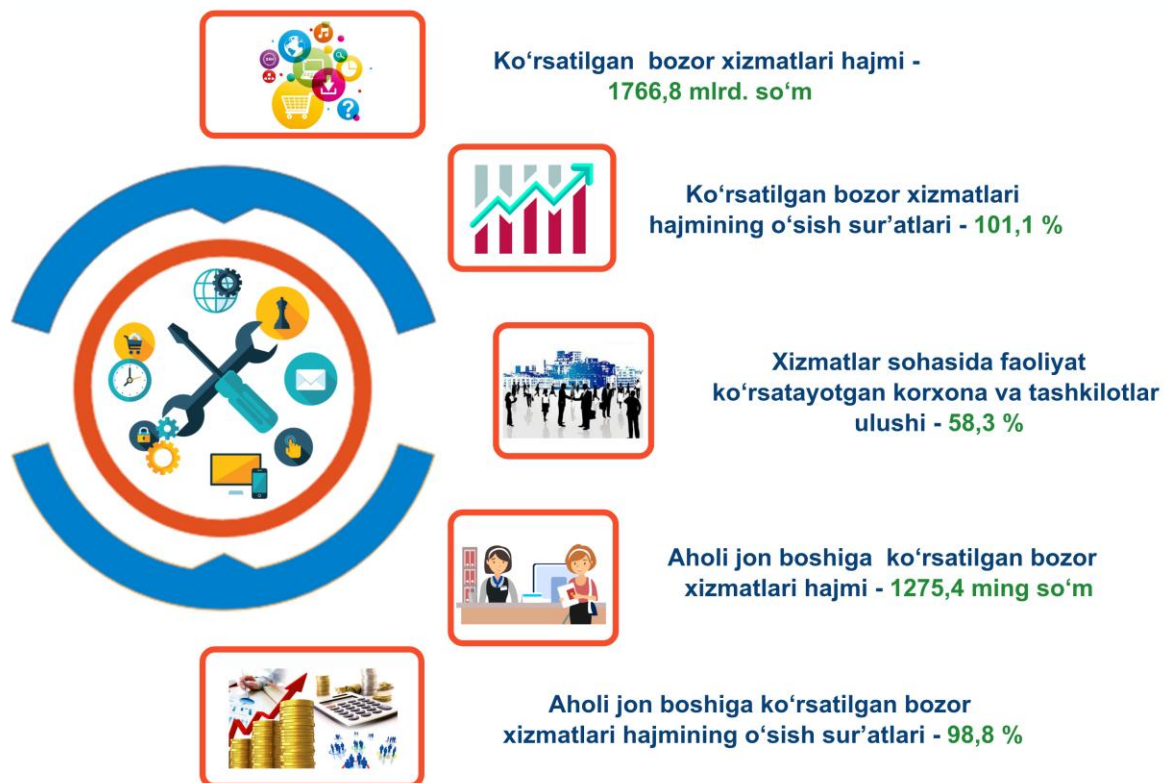 Ko‘rsatilgan bozor xizmatlari hajmi -
1766,8 mlrd. so‘m
Ko‘rsatilgan bozor xizmatlari
hajmining o‘sish sur’atlari - 101,1 %
Xizmatlar sohasida faoliyat
ko‘rsatayotgan korxona va tashkilotlar
ulushi - 58,3 %
Aholi jon boshiga ko‘rsatilgan bozor
xizmatlari hajmi - 1275,4 ming so‘m
Aholi jon boshiga ko‘rsatilgan bozor
xizmatlari hajmining o‘sish sur’atlari - 98,8 %